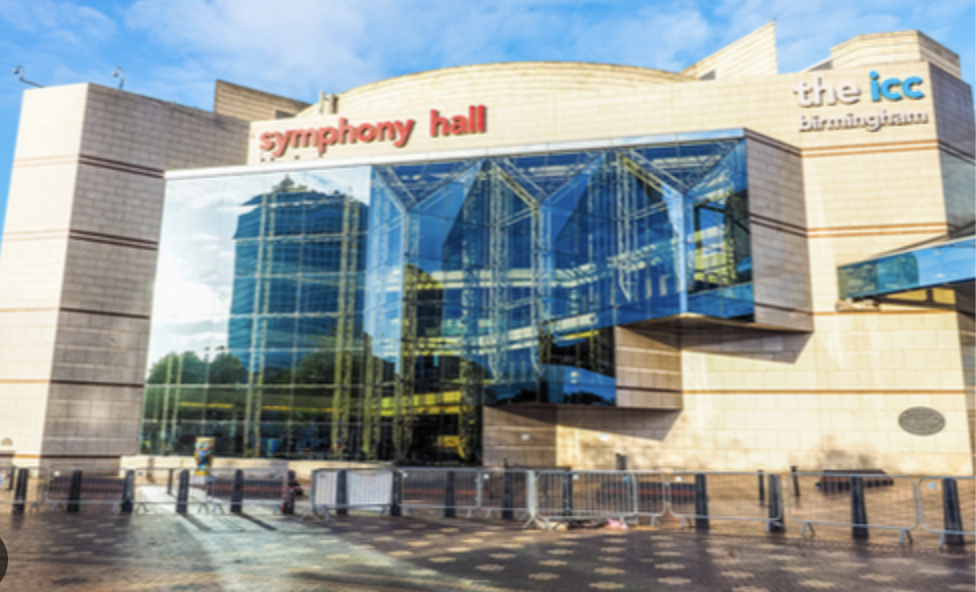 symphony hall
the icc
birmingham